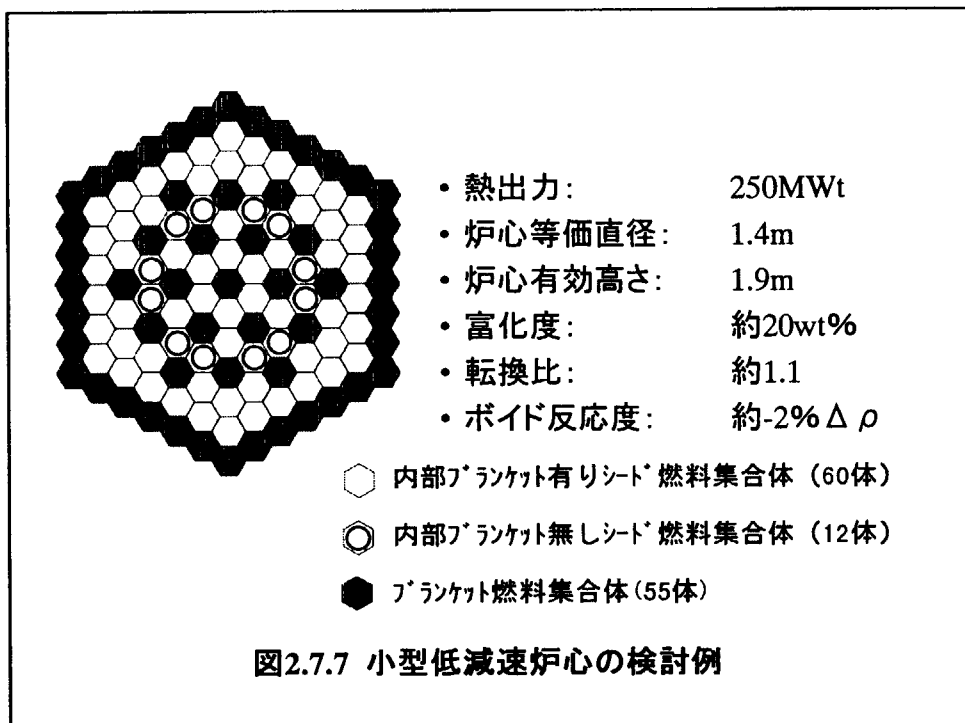 ・熱出力: 250MWt
・炉心等価直径: 1.4m
・炉心有効高さ: 1.9m
・富化度: 約20wt%
・転換比: 約1.1
・ボイド反応度: 約-2%Δρ
内部ﾌﾞﾗﾝｹｯﾄ有りｼｰﾄﾞ燃料集合体 (60体)
内部ﾌﾞﾗﾝｹｯﾄ無しｼｰﾄﾞ燃料集合体 (12体)
ﾌﾞﾗﾝｹｯﾄ燃料集合体(55体)
図2.7.7 小型低減速炉心の検討例